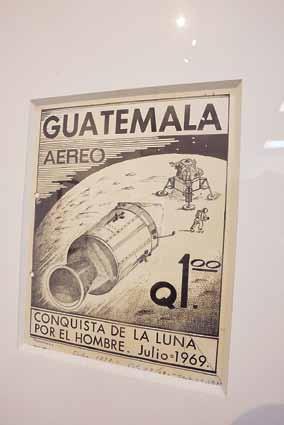 GUATEMALA
AEREO
Q1.00
CONQUISTA DE LA LUNA
POR EL HOMBRE. Julio=1969.